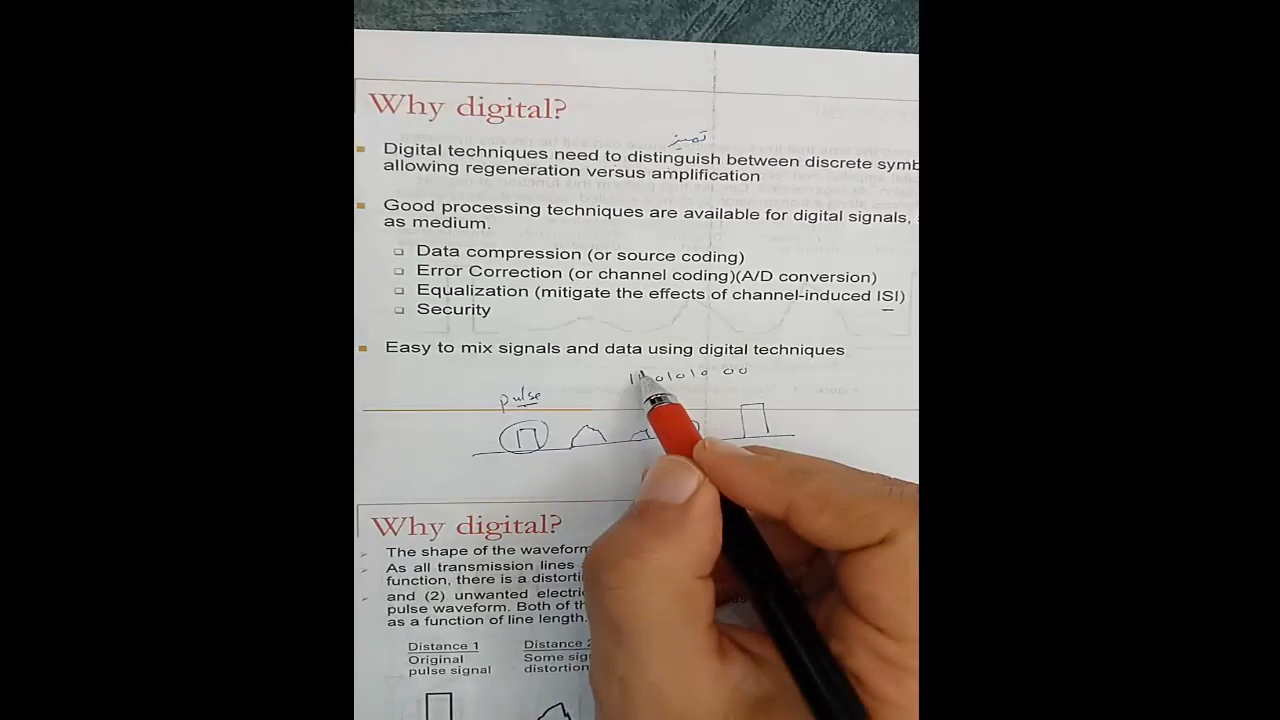 Why digital?
تمييز
Digital techniques need to distinguish between discrete symb
allowing regeneration versus amplification
Good processing techniques are available for digital signals,
as medium.
Data compression (or source coding)
Error Correction (or channel coding)(A/D conversion)
Equalization (mitigate the effects of channel-induced ISI)
Security
Easy to mix signals and data using digital techniques
pulse
Why digital?
The shape of the waveform
As all transmission lines
function, there is a distorti
and (2) unwanted electri
pulse waveform. Both of th
as a function of line length.
Distance 1
Original
pulse signal
Distance 2
Some sig
distortion